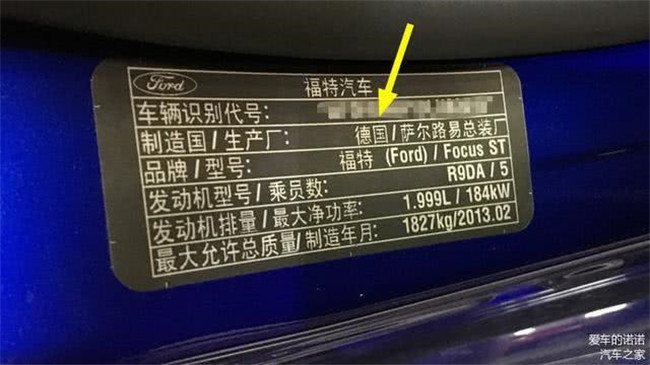 Ford 福特汽车
车辆识别代号:
制造国/生产厂: 德国/萨尔路易总装厂
品牌/型号: 福特 (Ford) / Focus ST
发动机型号/乘员数: R9DA / 5
发动机排量/最大净功率: 1.999L / 184kW
最大允许总质量/制造年月: 1827kg/2013.02
爱车的诺诺
汽车之家